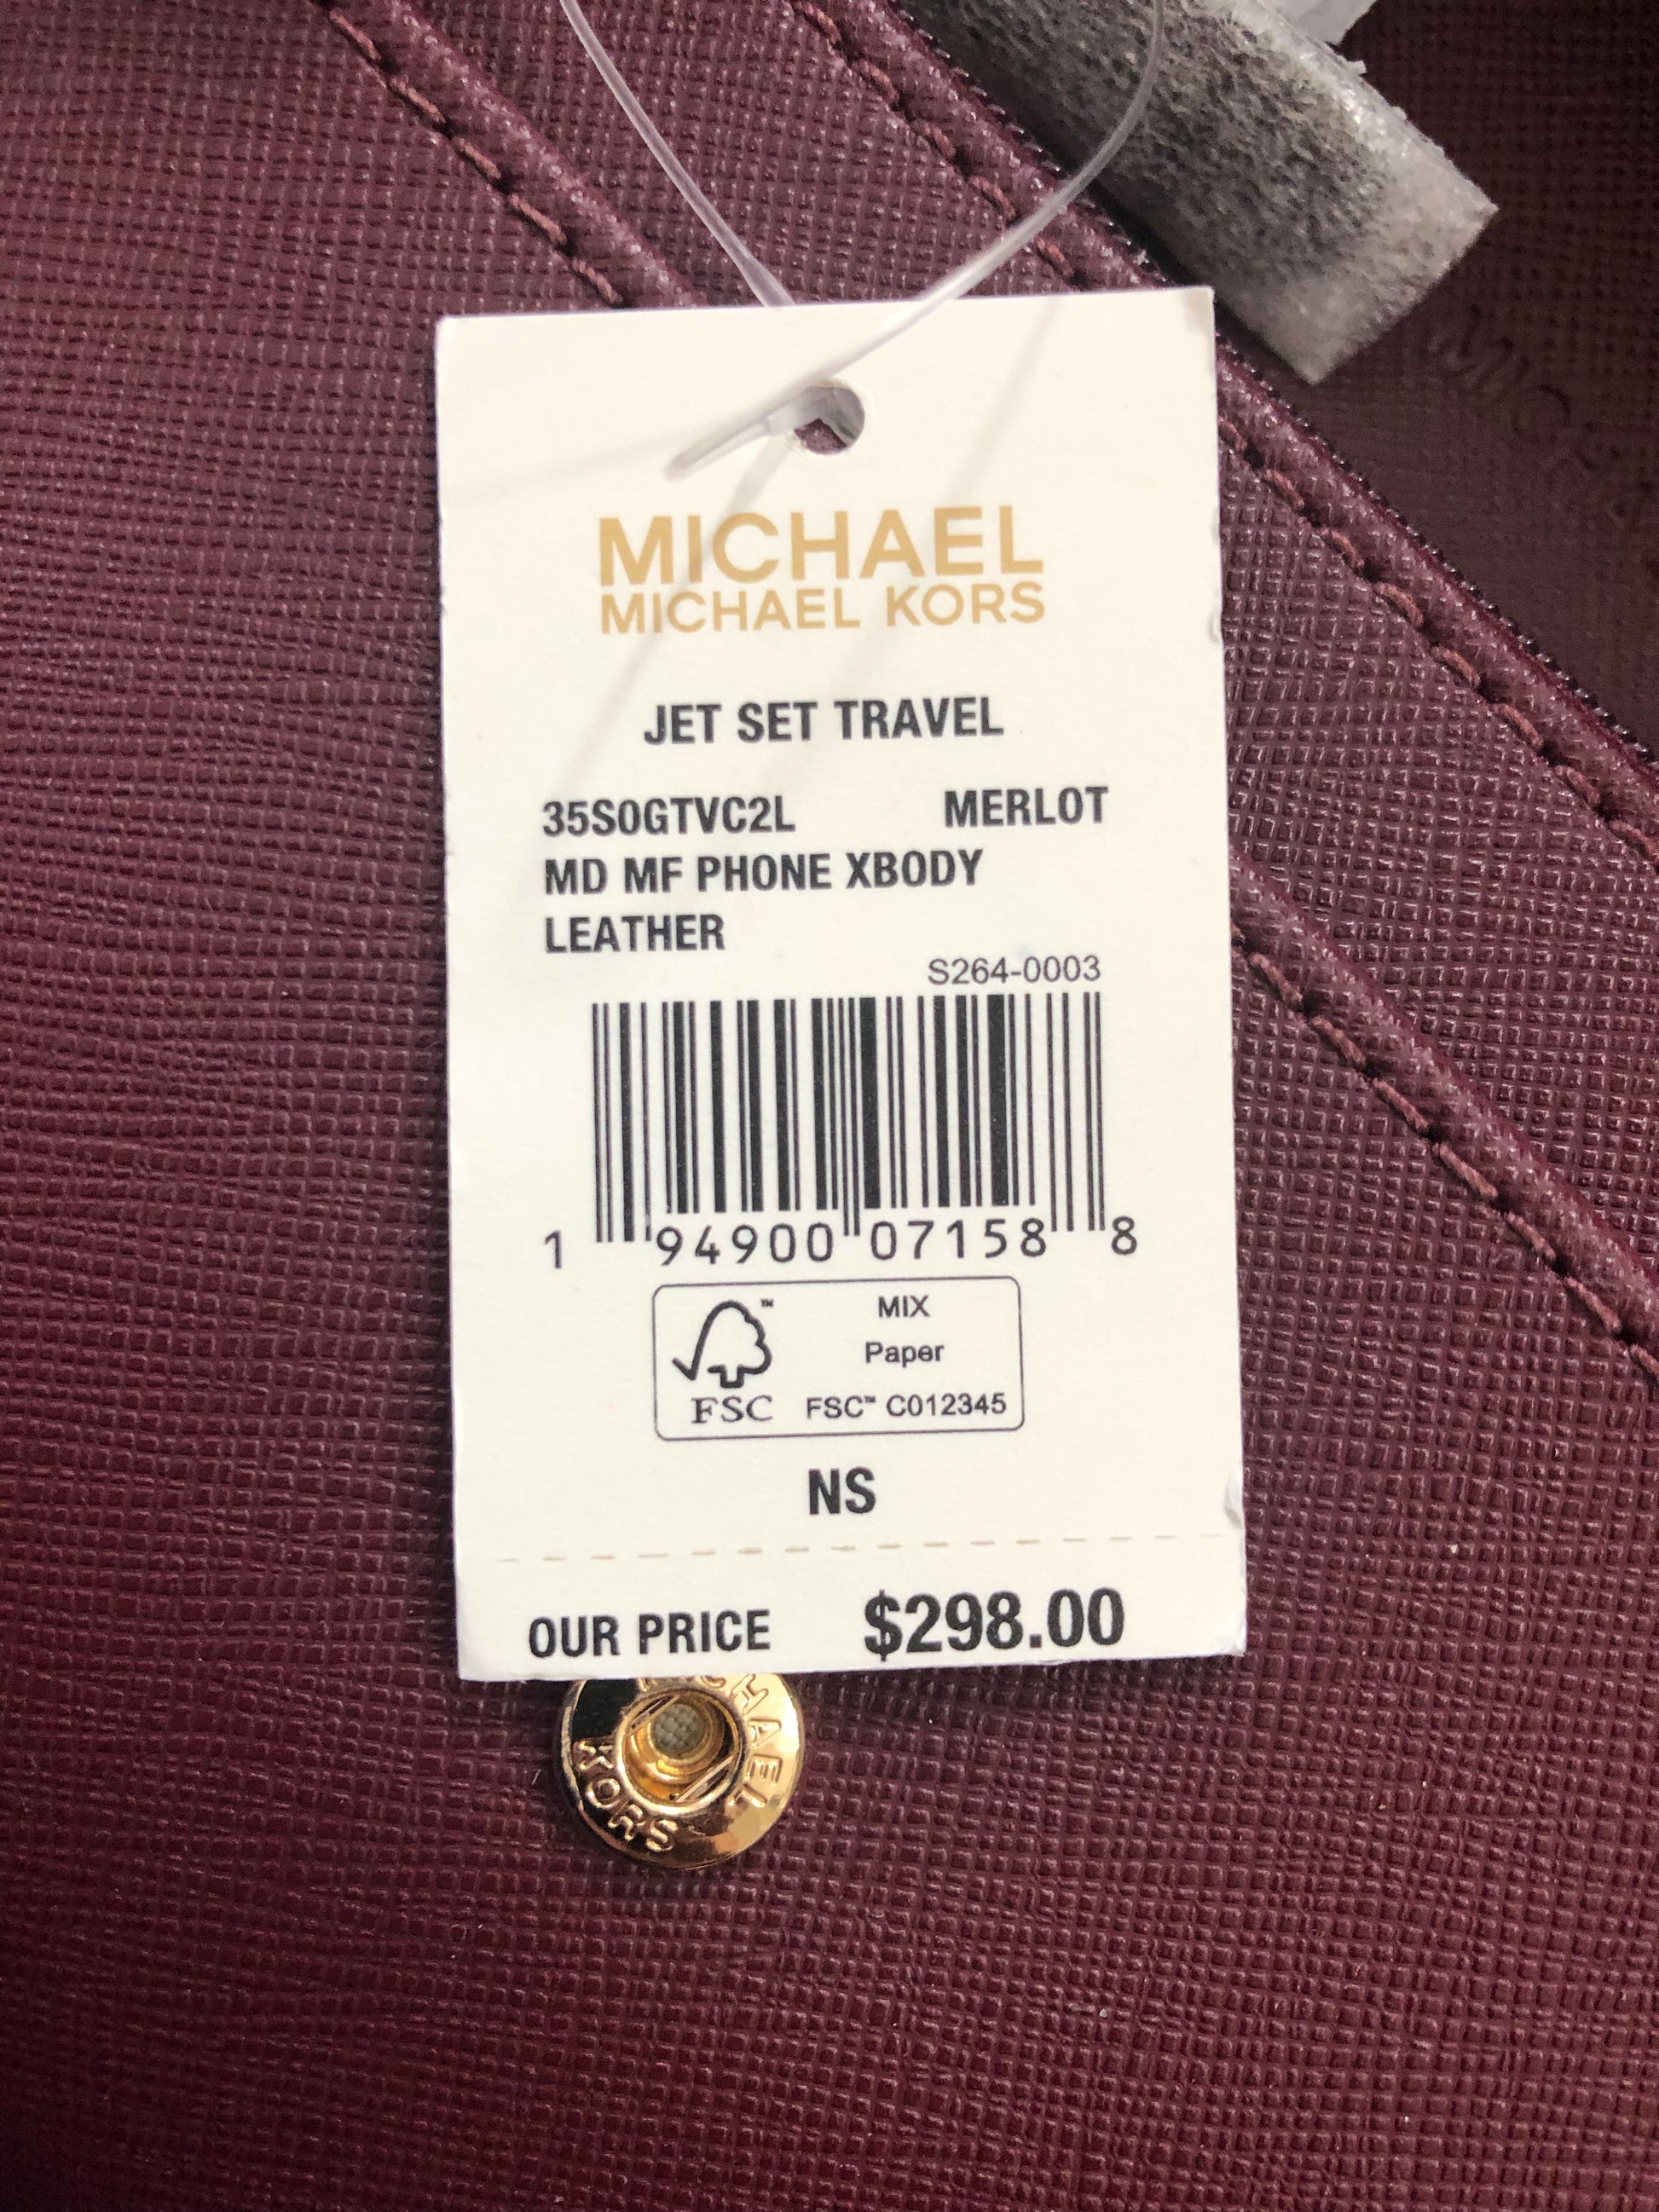 MICHAEL
MICHAEL KORS
JET SET TRAVEL
35S0GTVC2L MERLOT
MD MF PHONE XBODY
LEATHER
S264-0003
1 94900 07158 8
FSC™
MIX
Paper
FSC™ C012345
NS
OUR PRICE $298.00
MICHAEL KORS